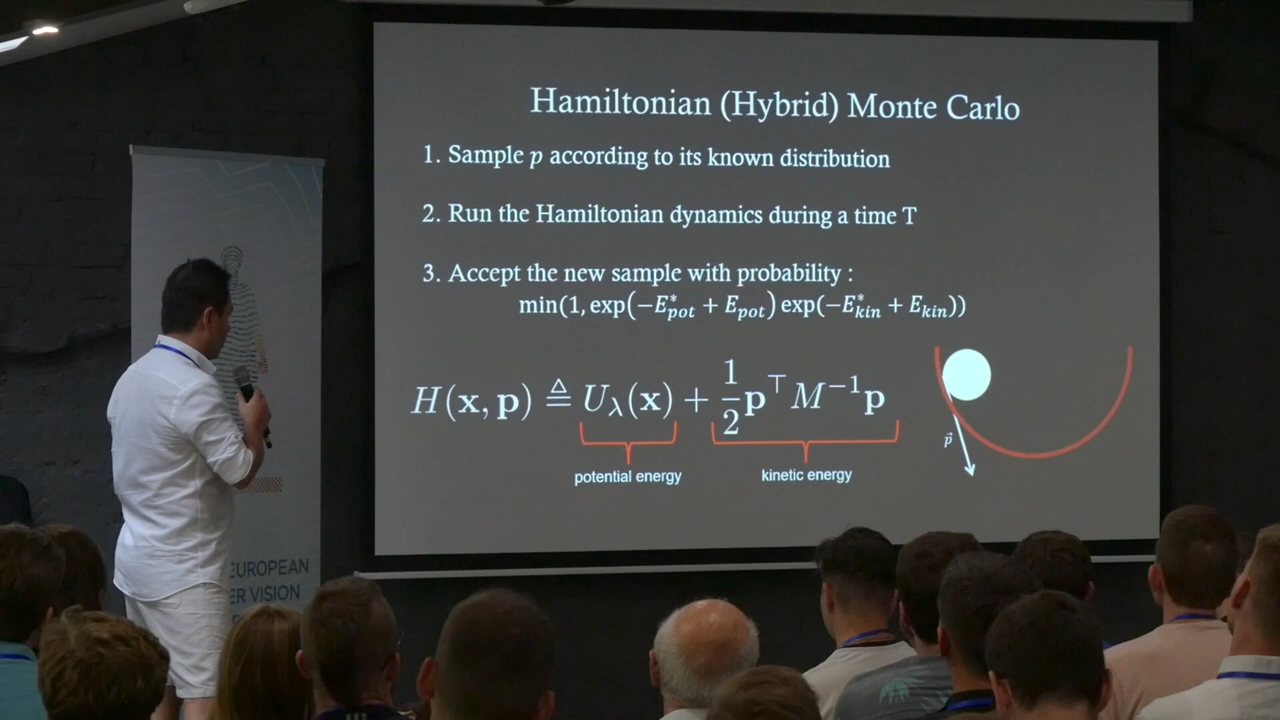 Hamiltonian (Hybrid) Monte Carlo
1. Sample p according to its known distribution
2. Run the Hamiltonian dynamics during a time T
3. Accept the new sample with probability :
min(1, exp(−E*pot + Epot) exp(−E*kin + Ekin))
H(x, p) ≜ Uλ(x) + 1/2 p⊤ M−1 p
potential energy
kinetic energy
p⃗
EUROPEAN
ER VISION